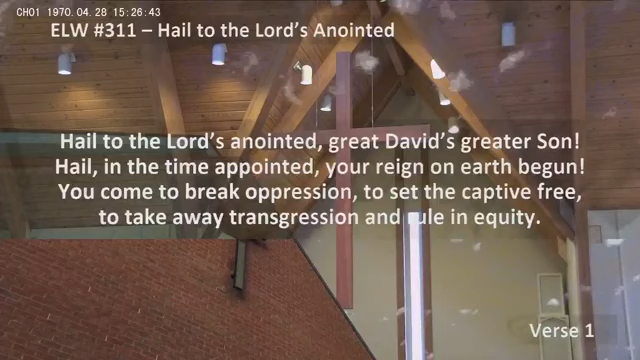 CH01 1970.04.28 15:26:43
ELW #311 – Hail to the Lord's Anointed
Hail to the Lord's anointed, great David's greater Son!
Hail, in the time appointed, your reign on earth begun!
You come to break oppression, to set the captive free,
to take away transgression and rule in equity.
Verse 1